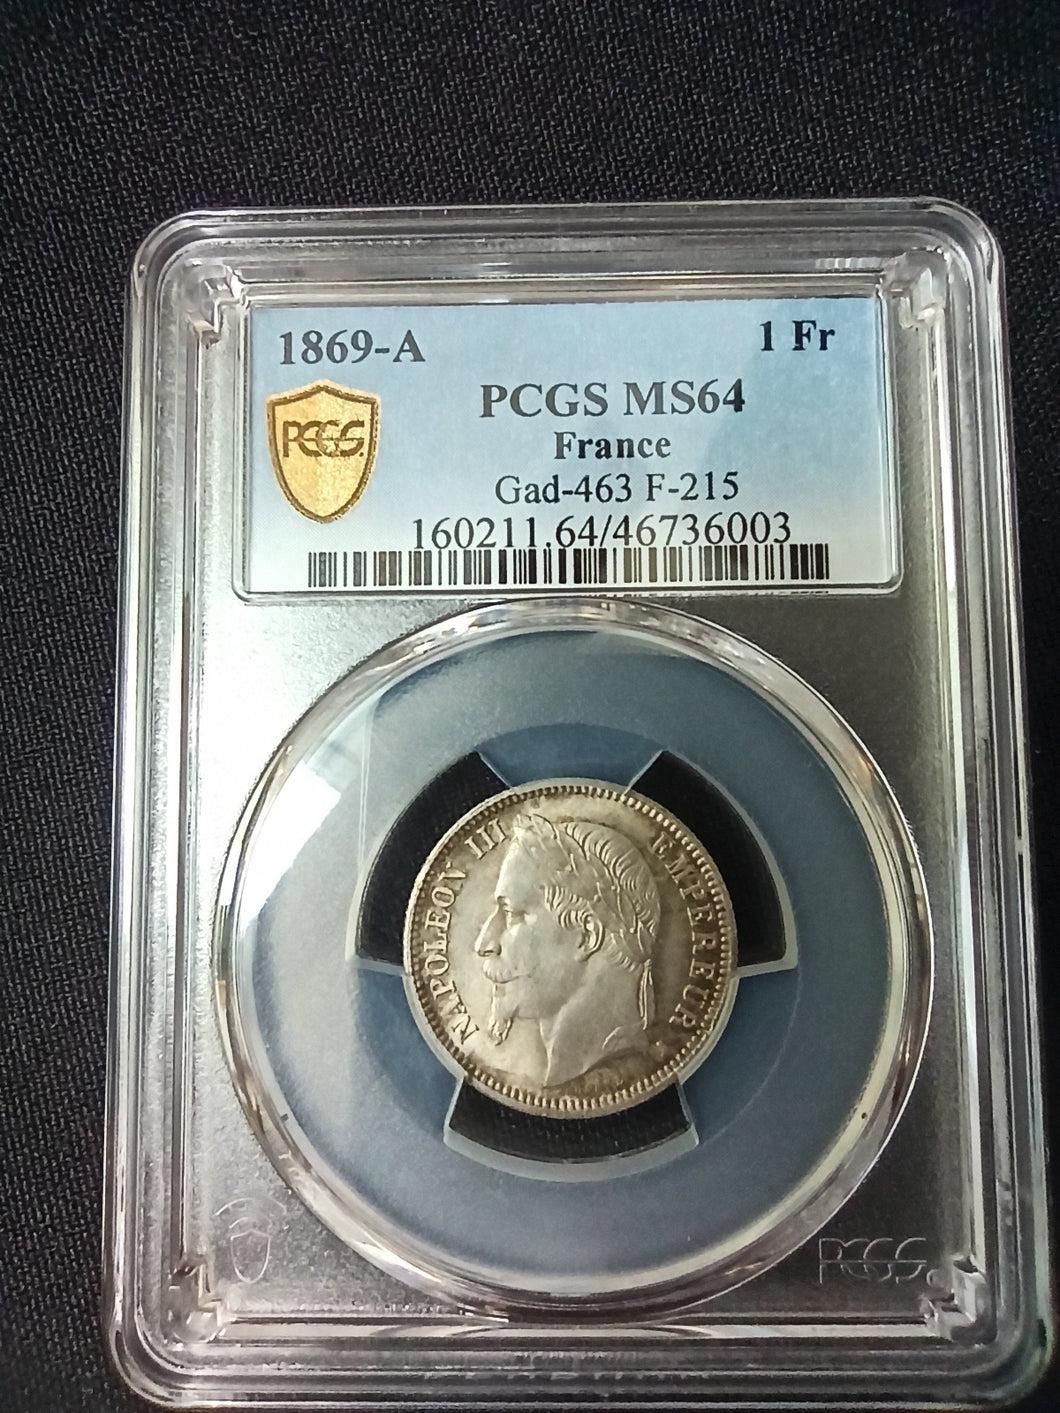 1869-A 1 Fr
PCGS MS64
PCGS
France
Gad-463 F-215
160211.64/46736003
NAPOLEON III EMPEREUR
PCGS